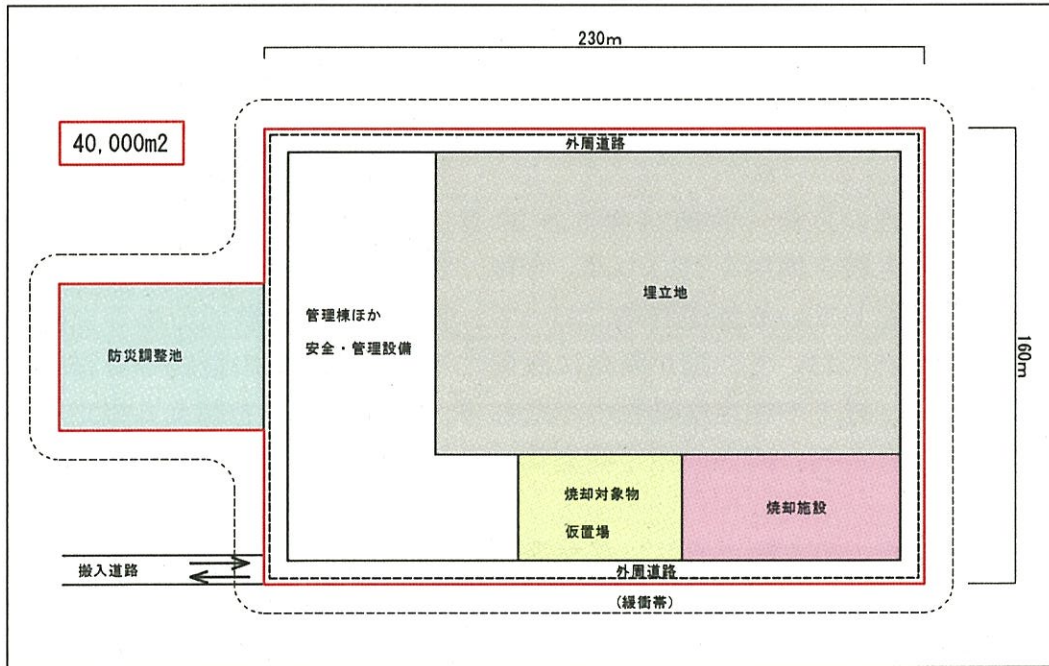 230m
40,000m2
外周道路
埋立地
管理棟ほか
安全・管理設備
防災調整池
160m
焼却対象物
仮置場
焼却施設
搬入道路
外周道路
(緩衝帯)